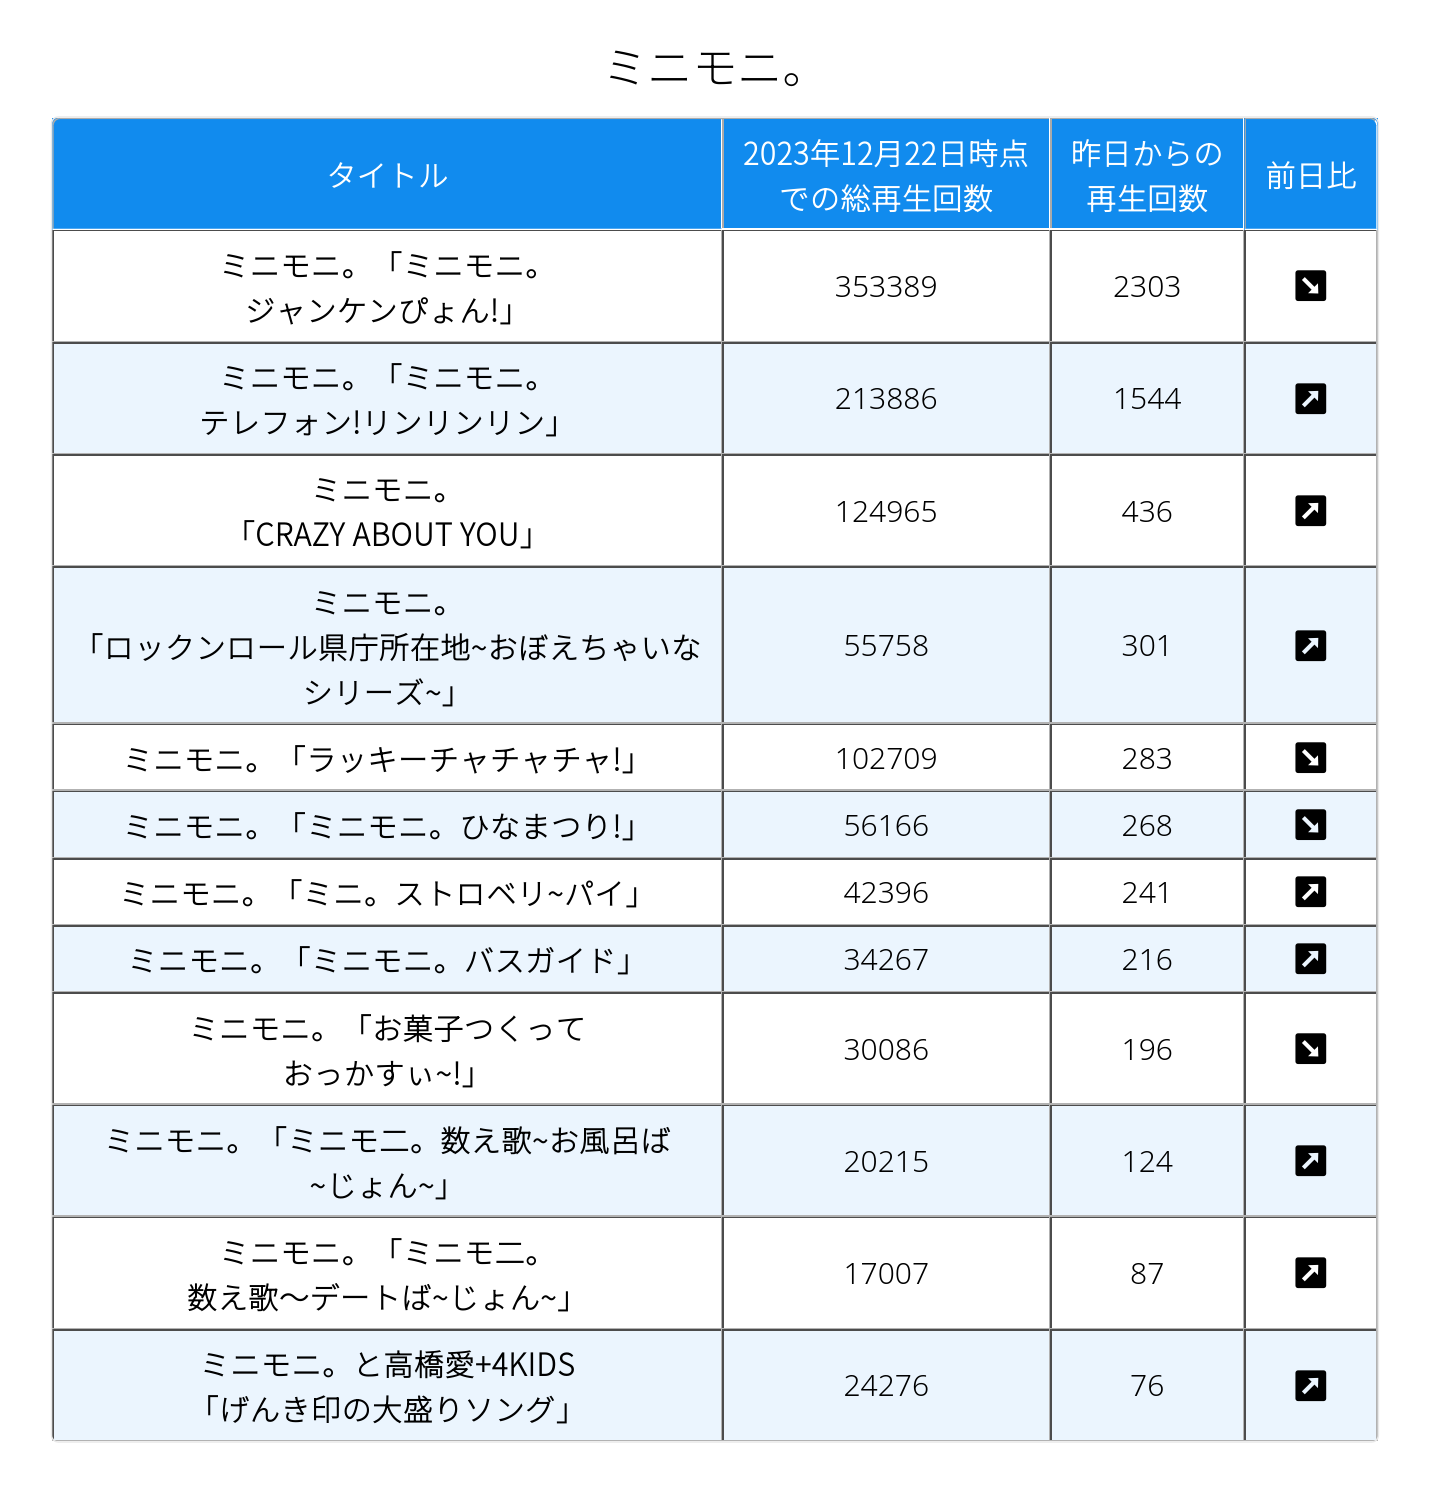 ミニモニ。
タイトル
2023年12月22日時点
での総再生回数
昨日からの
再生回数
前日比
ミニモニ。「ミニモニ。
ジャンケンぴょん!」
353389
2303
↘
ミニモニ。「ミニモニ。
テレフォン!リンリンリン」
213886
1544
↗
ミニモニ。
「CRAZY ABOUT YOU」
124965
436
↗
ミニモニ。
「ロックンロール県庁所在地~おぼえちゃいな
シリーズ~」
55758
301
↗
ミニモニ。「ラッキーチャチャチャ!」
102709
283
↘
ミニモニ。「ミニモニ。ひなまつり!」
56166
268
↘
ミニモニ。「ミニ。ストロベリ~パイ」
42396
241
↗
ミニモニ。「ミニモニ。バスガイド」
34267
216
↗
ミニモニ。「お菓子つくって
おっかすぃ~!」
30086
196
↘
ミニモニ。「ミニモ二。数え歌~お風呂ば
~じょん~」
20215
124
↗
ミニモニ。「ミニモ二。
数え歌～デートば~じょん~」
17007
87
↗
ミニモニ。と高橋愛+4KIDS
「げんき印の大盛りソング」
24276
76
↗